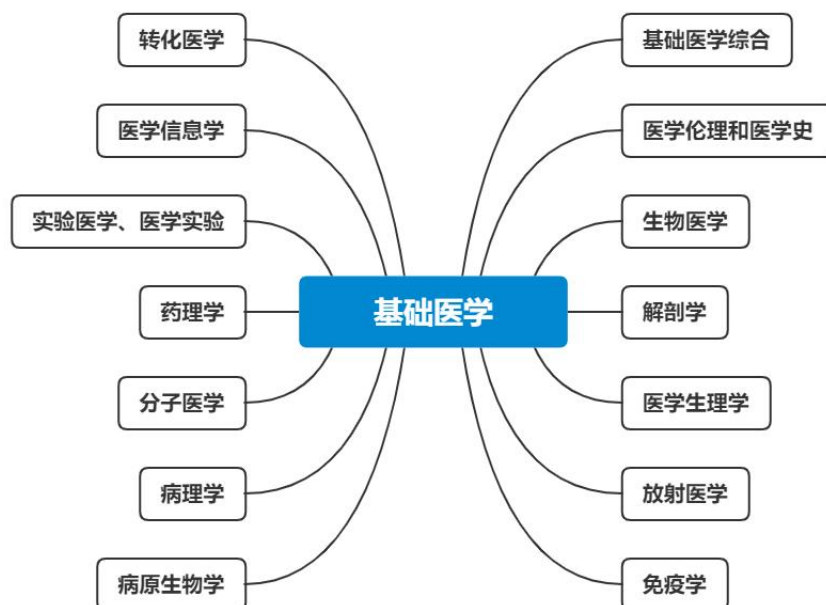 转化医学
医学信息学
实验医学、医学实验
药理学
分子医学
病理学
病原生物学
基础医学
基础医学综合
医学伦理和医学史
生物医学
解剖学
医学生理学
放射医学
免疫学